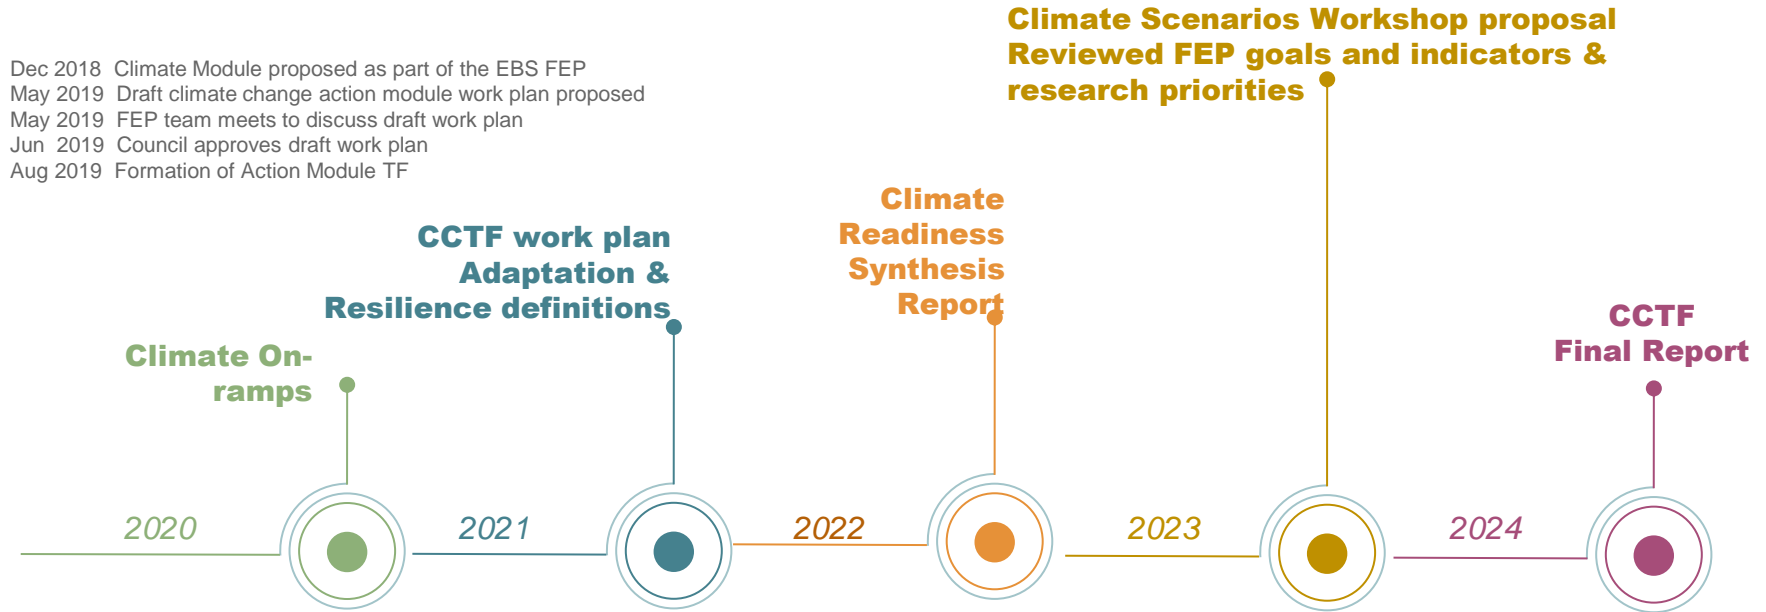 Climate Scenarios Workshop proposal
Reviewed FEP goals and indicators &
research priorities
Dec 2018 Climate Module proposed as part of the EBS FEP
May 2019 Draft climate change action module work plan proposed
May 2019 FEP team meets to discuss draft work plan
Jun 2019 Council approves draft work plan
Aug 2019 Formation of Action Module TF
Climate
Readiness
Synthesis
Report
CCTF work plan
Adaptation &
Resilience definitions
CCTF
Final Report
Climate On-
ramps
2020
2021
2022
2023
2024